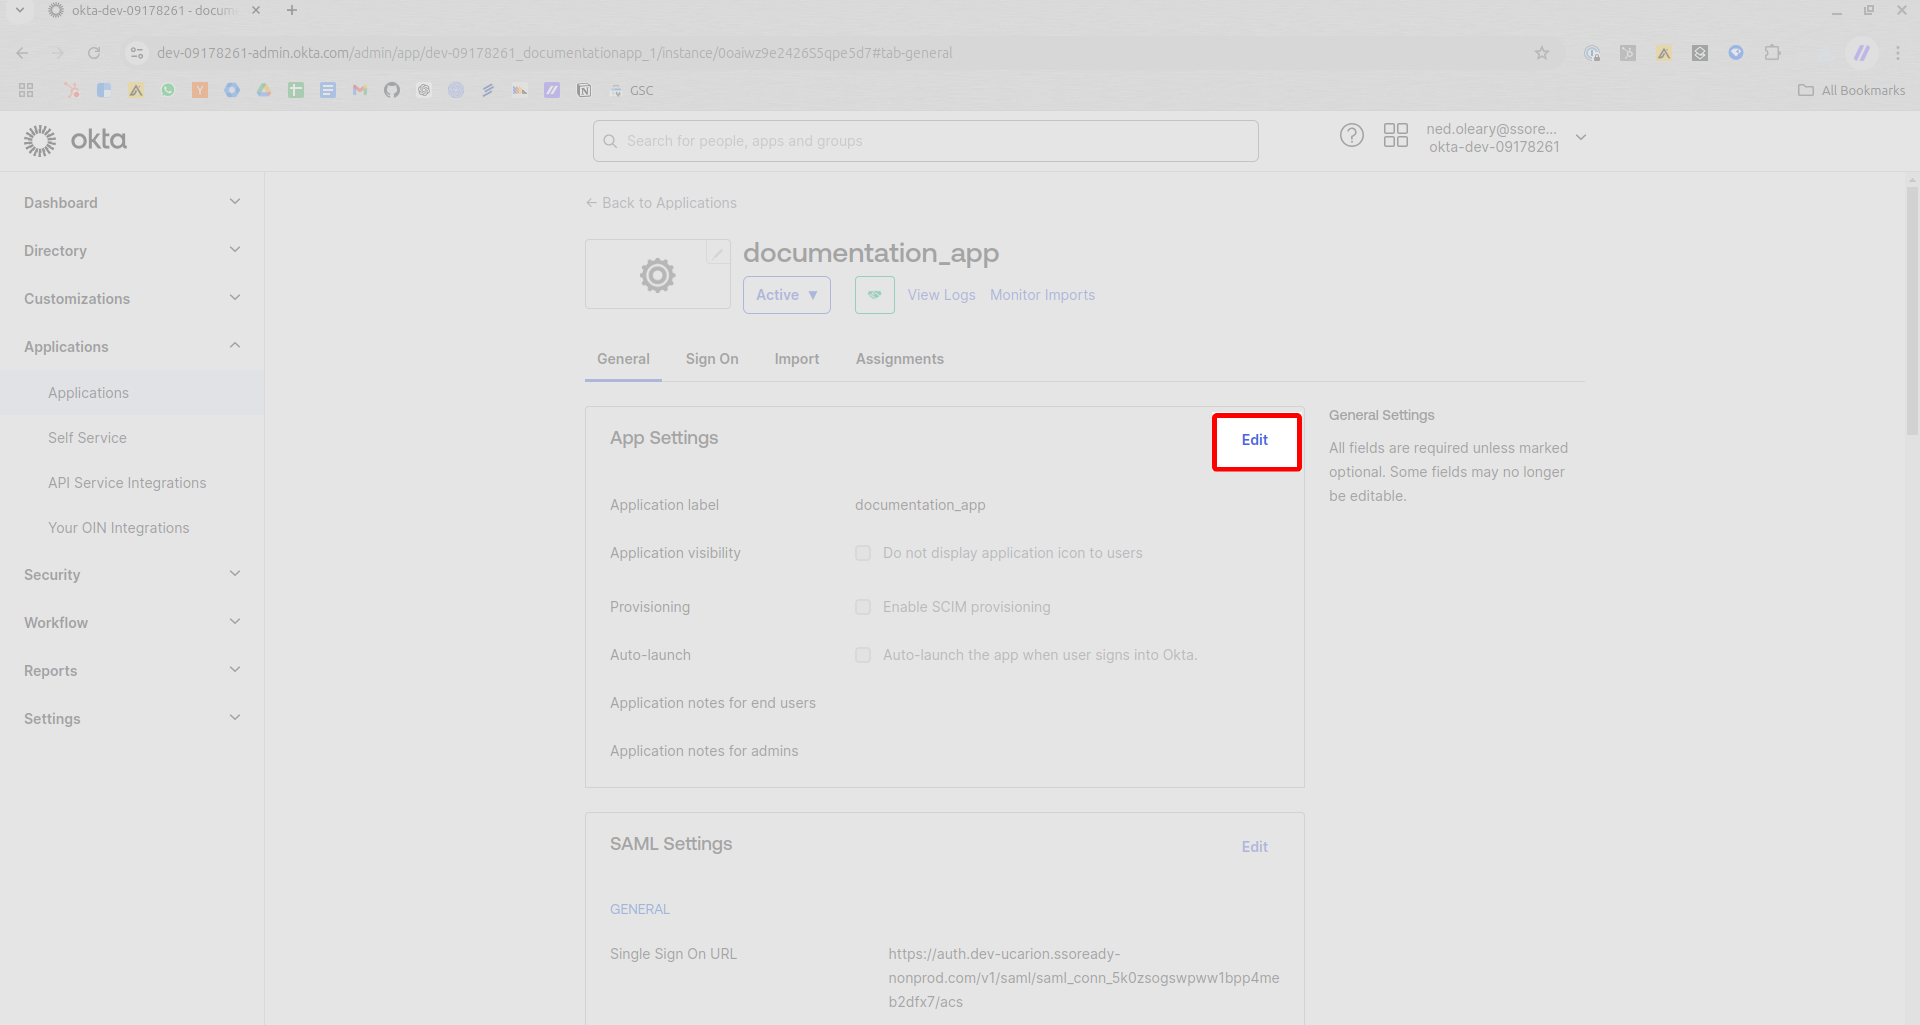 okta-dev-09178261 - docum
dev-09178261-admin.okta.com/admin/app/dev-09178261_documentationapp_1/instance/0oaiwz9e2426S5qpe5d7#tab-general
GSC
All Bookmarks
okta
Search for people, apps and groups
ned.oleary@ssore...
okta-dev-09178261
Dashboard
Directory
Customizations
Applications
Applications
Self Service
API Service Integrations
Your OIN Integrations
Security
Workflow
Reports
Settings
← Back to Applications
documentation_app
Active ▼
View Logs
Monitor Imports
General
Sign On
Import
Assignments
App Settings
Edit
Application label
documentation_app
Application visibility
Do not display application icon to users
Provisioning
Enable SCIM provisioning
Auto-launch
Auto-launch the app when user signs into Okta.
Application notes for end users
Application notes for admins
General Settings
All fields are required unless marked
optional. Some fields may no longer
be editable.
SAML Settings
Edit
GENERAL
Single Sign On URL
https://auth.dev-ucarion.ssoready-
nonprod.com/v1/saml/saml_conn_5k0zsogswpww1bpp4me
b2dfx7/acs